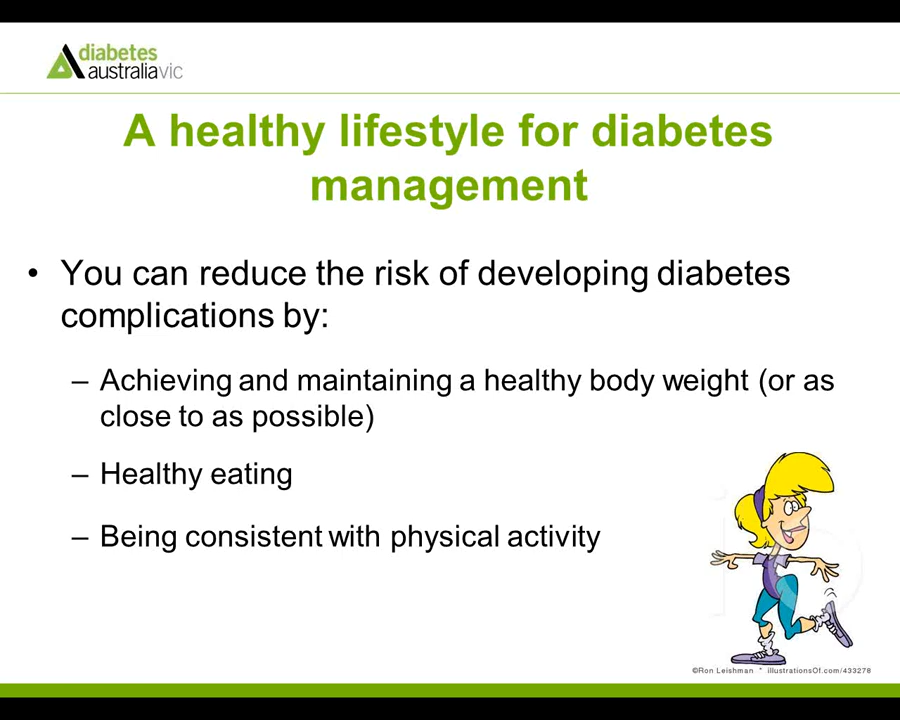 diabetes
australiavic
A healthy lifestyle for diabetes
management
• You can reduce the risk of developing diabetes
complications by:
– Achieving and maintaining a healthy body weight (or as
close to as possible)
– Healthy eating
– Being consistent with physical activity
©Ron Leishman * illustrationsOf.com/433278